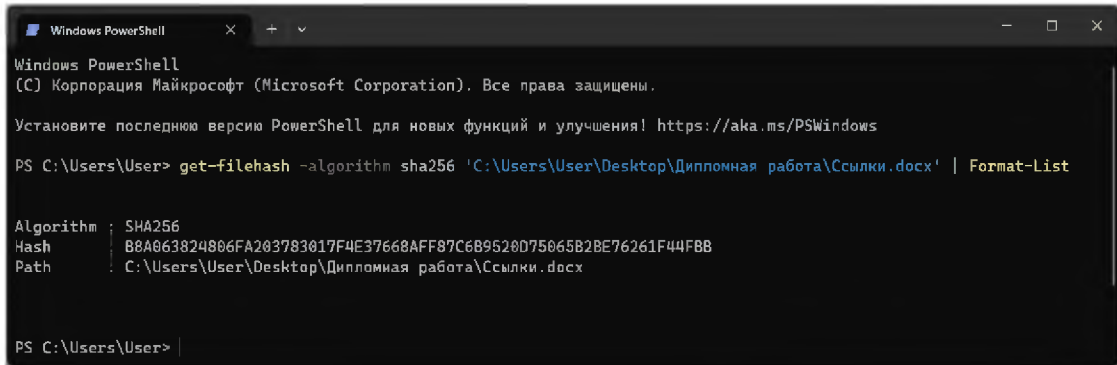 Windows PowerShell
Windows PowerShell
(C) Корпорация Майкрософт (Microsoft Corporation). Все права защищены.
Установите последнюю версию PowerShell для новых функций и улучшения! https://aka.ms/PSWindows
PS C:\Users\User> get-filehash -algorithm sha256 'C:\Users\User\Desktop\Дипломная работа\Ссылки.docx' | Format-List
Algorithm : SHA256
Hash : B8A063824806FA203783017F4E37668AFF87C6B9520D75065B2BE76261F44FBB
Path : C:\Users\User\Desktop\Дипломная работа\Ссылки.docx
PS C:\Users\User>